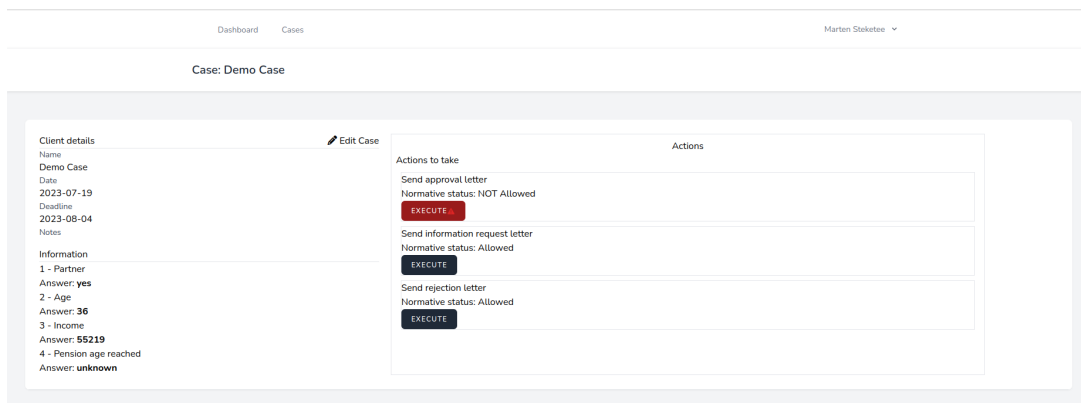 Dashboard Cases Marten Steketee
Case: Demo Case
Client details Edit Case
Name
Demo Case
Date
2023-07-19
Deadline
2023-08-04
Notes
Information
1 - Partner
Answer: yes
2 - Age
Answer: 36
3 - Income
Answer: 55219
4 - Pension age reached
Answer: unknown
Actions
Actions to take
Send approval letter
Normative status: NOT Allowed
EXECUTE
Send information request letter
Normative status: Allowed
EXECUTE
Send rejection letter
Normative status: Allowed
EXECUTE